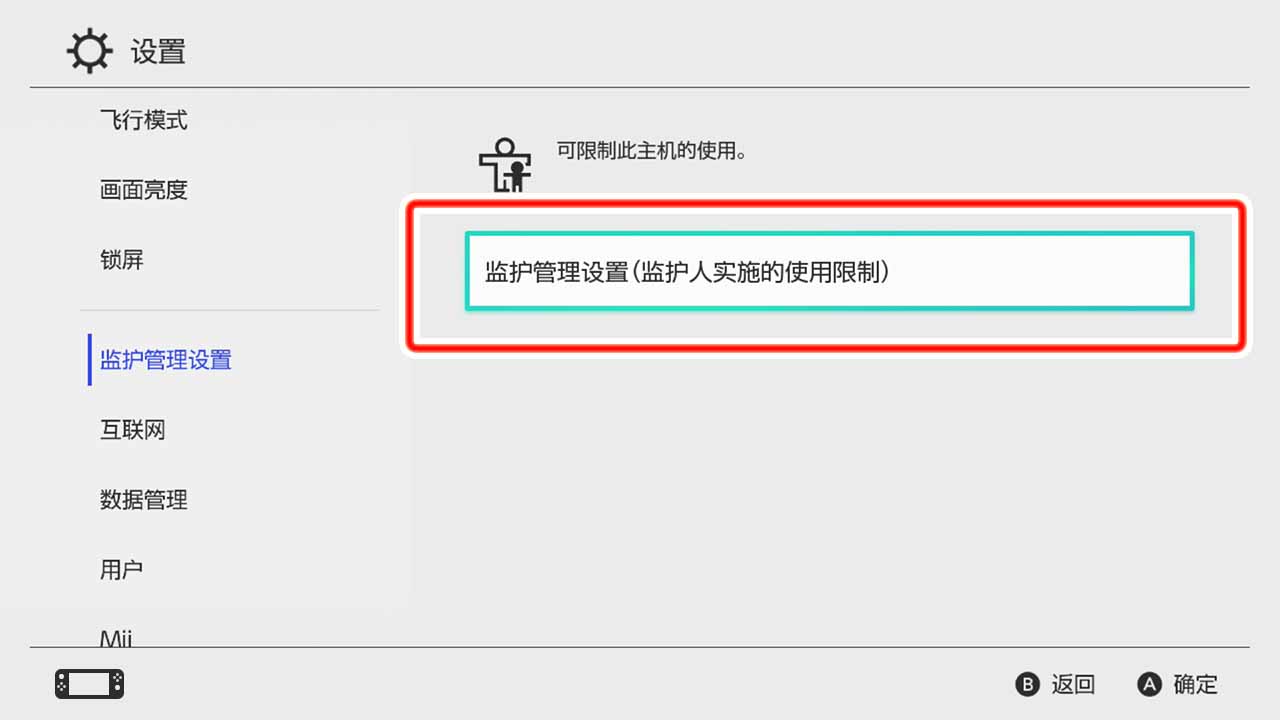 设置
飞行模式
画面亮度
锁屏
监护管理设置
互联网
数据管理
用户
Mii
可限制此主机的使用。
监护管理设置(监护人实施的使用限制)
B 返回
A 确定